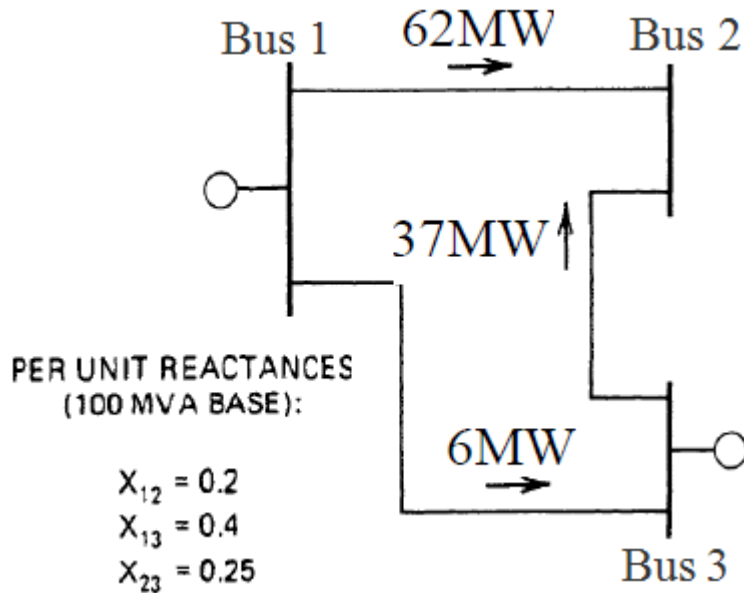 62MW
Bus 1
Bus 2
37MW
PER UNIT REACTANCES
(100 MVA BASE):
6MW
X12 = 0.2
X13 = 0.4
X23 = 0.25
Bus 3